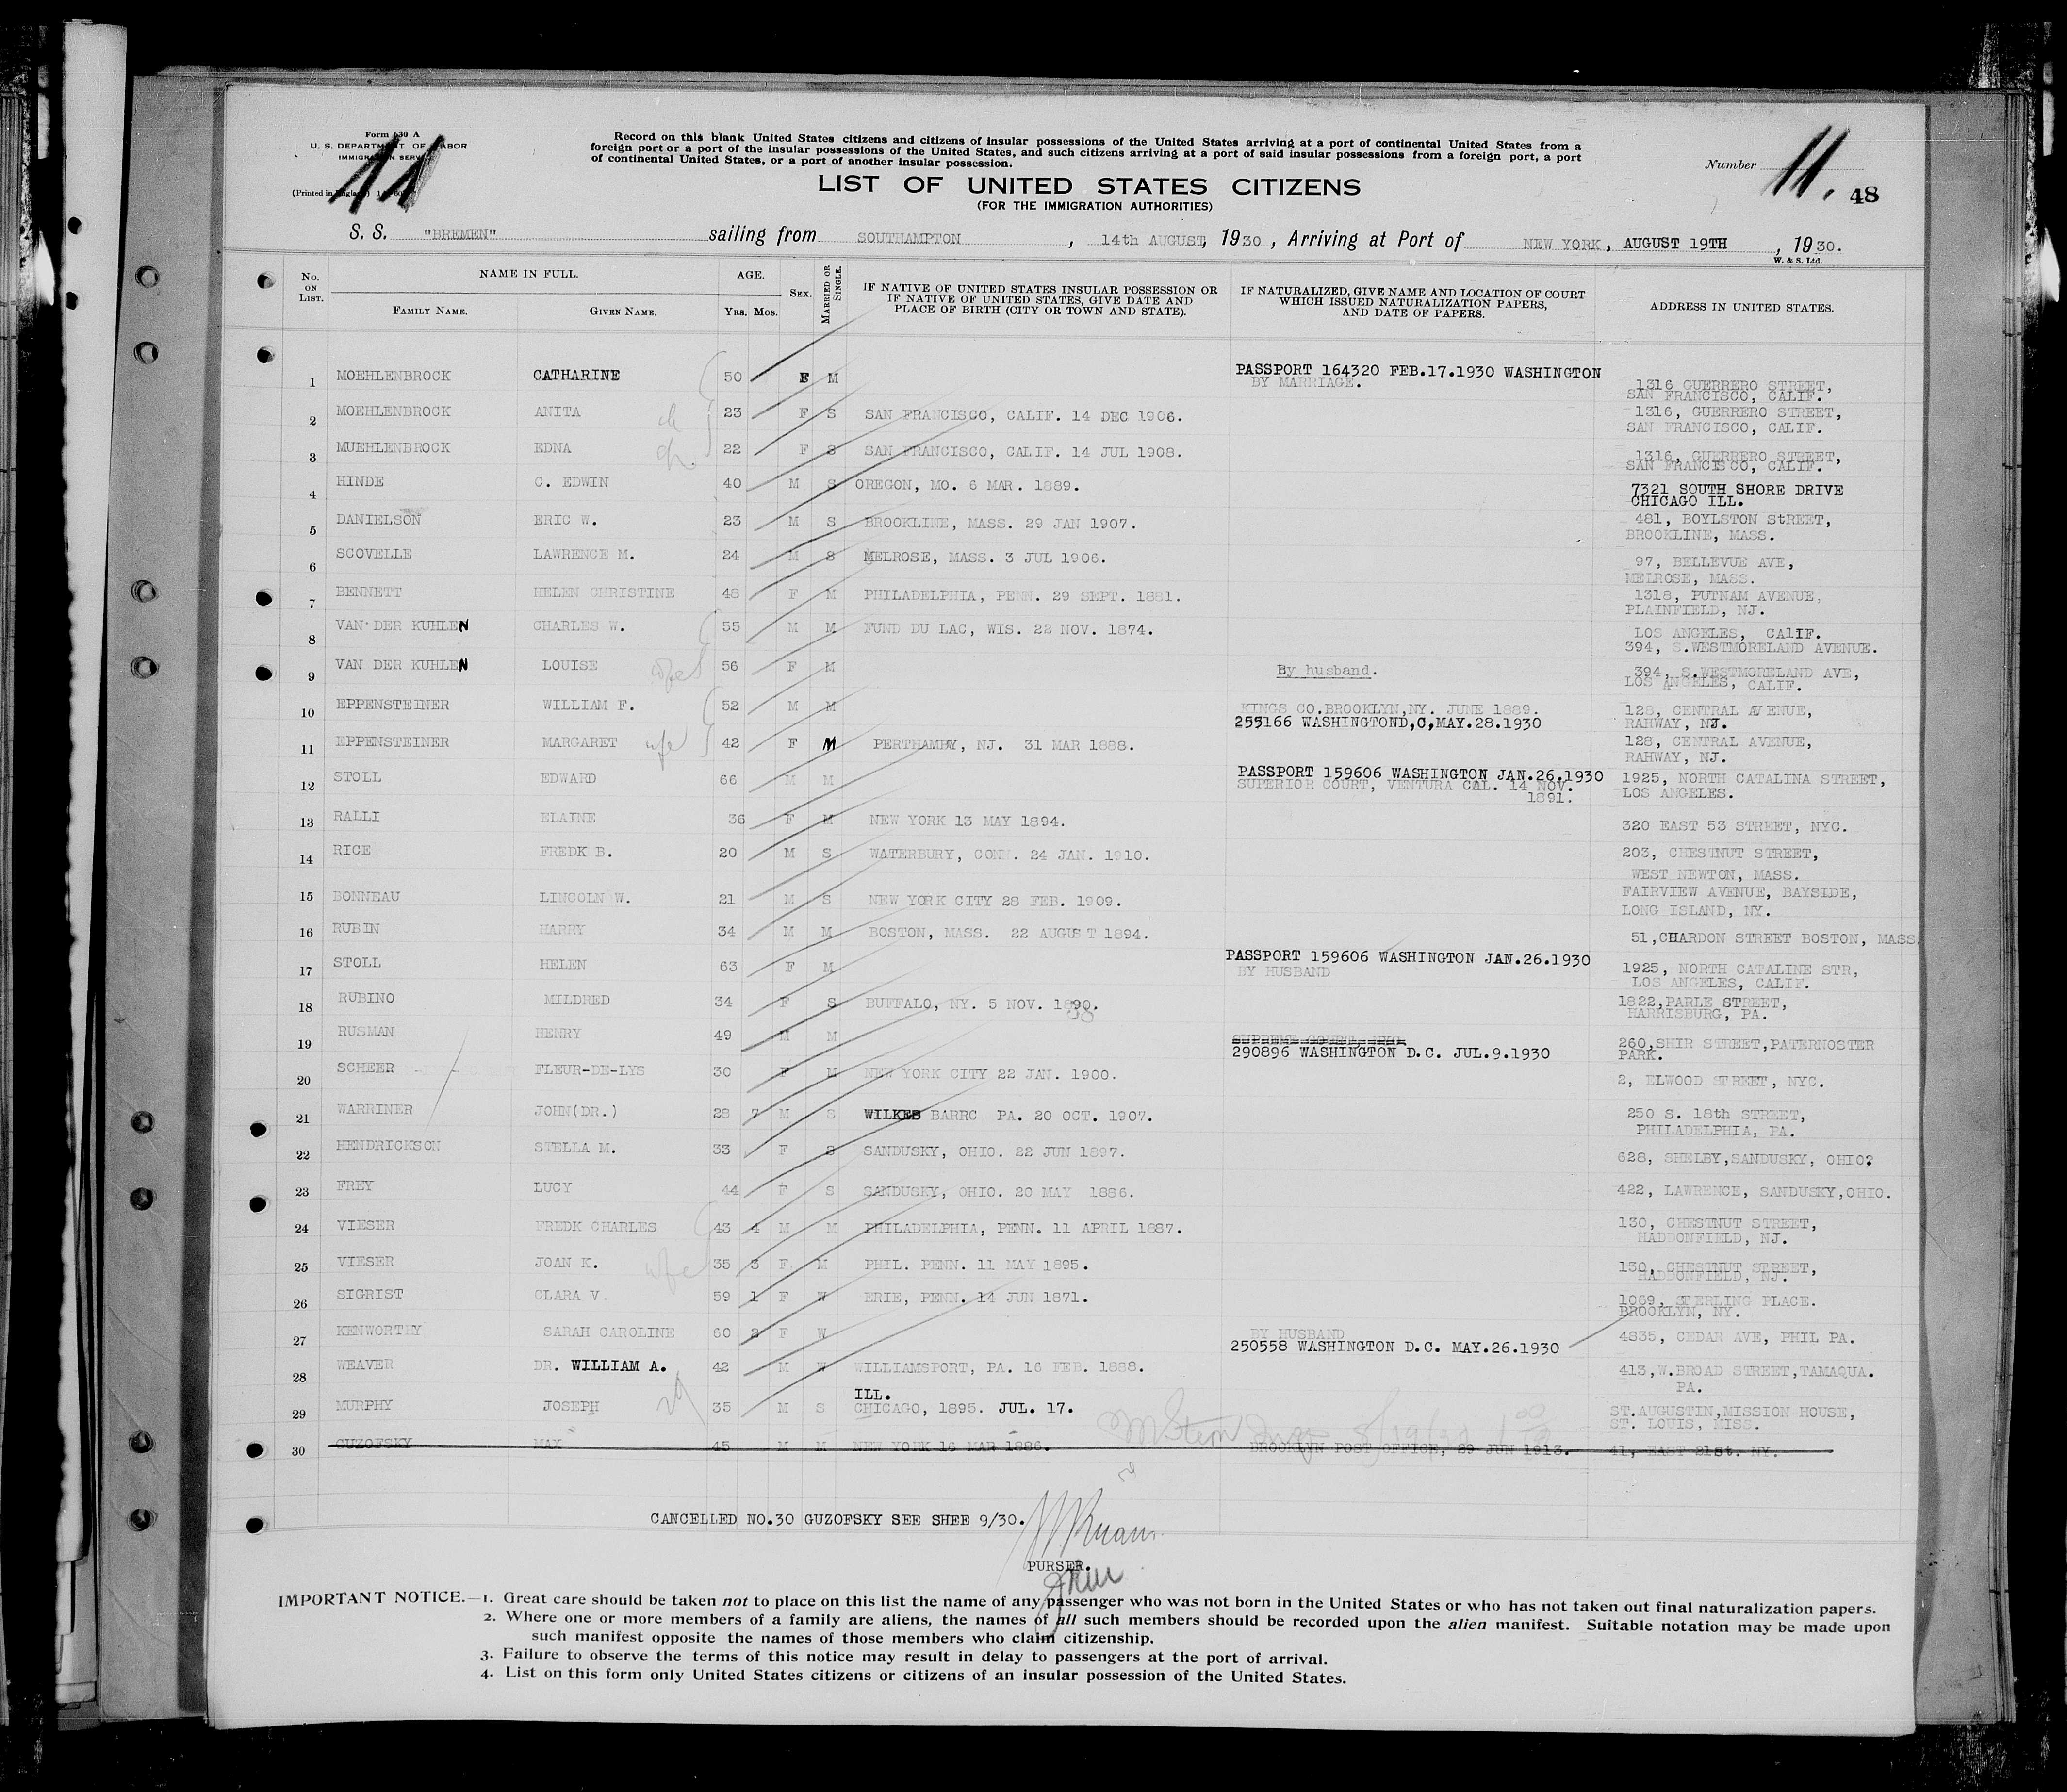 Form 630 A
U. S. DEPARTMENT OF LABOR
IMMIGRATION SERV
(Printed in England)
11
Record on this blank United States citizens and citizens of insular possessions of the United States arriving at a port of continental United States from a
foreign port or a port of the insular possessions of the United States, and such citizens arriving at a port of said insular possessions from a foreign port, a port
of continental United States, or a port of another insular possession.
Number 11. 48
LIST OF UNITED STATES CITIZENS
(FOR THE IMMIGRATION AUTHORITIES)
S. S. "BREMEN" sailing from SOUTHAMPTON, 14th AUGUST, 1930, Arriving at Port of NEW YORK, AUGUST 19TH, 1930.
W. & S. Ltd.
No. ON LIST. NAME IN FULL. FAMILY NAME. GIVEN NAME. AGE. Yrs. Mos. SEX. MARRIED OR SINGLE. IF NATIVE OF UNITED STATES INSULAR POSSESSION OR IF NATIVE OF UNITED STATES, GIVE DATE AND PLACE OF BIRTH (CITY OR TOWN AND STATE). IF NATURALIZED, GIVE NAME AND LOCATION OF COURT WHICH ISSUED NATURALIZATION PAPERS, AND DATE OF PAPERS. ADDRESS IN UNITED STATES.
1 MOEHLENBROCK CATHARINE 50 F M PASSPORT 164320 FEB.17.1930 WASHINGTON BY MARRIAGE. 1316 GUERRERO STREET, SAN FRANCISCO, CALIF.
2 MOEHLENBROCK ANITA ch 23 F S SAN FRANCISCO, CALIF. 14 DEC 1906. 1316, GUERRERO STREET, SAN FRANCISCO, CALIF.
3 MUEHLENBROCK EDNA ch. 22 F S SAN FRANCISCO, CALIF. 14 JUL 1908. 1316, GUERRERO STREET, SAN FRANCISCO, CALIF.
4 HINDE C. EDWIN 40 M S OREGON, MO. 6 MAR. 1889. 7321 SOUTH SHORE DRIVE CHICAGO ILL.
5 DANIELSON ERIC W. 23 M S BROOKLINE, MASS. 29 JAN 1907. 481, BOYLSTON STREET, BROOKLINE, MASS.
6 SCOVELLE LAWRENCE M. 24 M S MELROSE, MASS. 3 JUL 1906. 97, BELLEVUE AVE, MELROSE, MASS.
7 BENNETT HELEN CHRISTINE 48 F M PHILADELPHIA, PENN. 29 SEPT. 1881. 1318, PUTNAM AVENUE, PLAINFIELD, NJ.
8 VAN DER KUHLEN CHARLES W. 55 M M FUND DU LAC, WIS. 22 NOV. 1874. LOS ANGELES, CAlIF. 394, S.WESTMORELAND AVENUE.
9 VAN DER KUHLEN LOUISE wife 56 F M By husband. 394, S.WESTMORELAND AVE, LOS ANGELES, CALIF.
10 EPPENSTEINER WILLIAM F. 52 M M KINGS CO.BROOKLYN,NY. JUNE 1889. 255166 WASHINGTOND,C,MAY.28.1930 128, CENTRAL AVENUE, RAHWAY, NJ.
11 EPPENSTEINER MARGARET wife 42 F M PERTHAMBY, NJ. 31 MAR 1888. 128, CENTRAL AVENUE, RAHWAY, NJ.
12 STOLL EDWARD 66 M M PASSPORT 159606 WASHINGTON JAN.26.1930 SUPERIOR COURT, VENTURA CAL. 14 NOV. 1891. 1925, NORTH CATALINA STREET, LOS ANGELES.
13 RALLI ELAINE 36 F M NEW YORK 13 MAY 1894. 320 EAST 53 STREET, NYC.
14 RICE FREDK B. 20 M S WATERBURY, CONN. 24 JAN. 1910. 203, CHESTNUT STREET, WEST NEWTON, MASS.
15 BONNEAU LINCOLN W. 21 M S NEW YORK CITY 28 FEB. 1909. FAIRVIEW AVENUE, BAYSIDE, LONG ISLAND, NY.
16 RUBIN HARRY 34 M M BOSTON, MASS. 22 AUGUST 1894. 51,CHARDON STREET BOSTON, MASS
17 STOLL HELEN 63 F M PASSPORT 159606 WASHINGTON JAN.26.1930 BY HUSBAND 1925, NORTH CATALINE STR, LOS ANGELES, CALIF.
18 RUBINO MILDRED 34 F S BUFFALO, NY. 5 NOV. 1890. 1822,PARLE STREET, HARRISBURG, PA.
19 RUSMAN HENRY 49 M M 290896 WASHINGTON D.C. JUL.9.1930 260,SHIR STREET,PATERNOSTER PARK.
20 SCHEER FLEUR-DE-LYS 30 F M NEW YORK CITY 22 JAN. 1900. 2, ELWOOD STREET, NYC.
21 WARRINER JOHN(DR.) 28 7 M S WILKES BARRC PA. 20 OCT. 1907. 250 S. 18th STREET, PHILADELPHIA, PA.
22 HENDRICKSON STELLA M. 33 F S SANDUSKY, OHIO. 22 JUN 1897. 628, SHELBY,SANDUSKY, OHIO?
23 FREY LUCY 44 F S SANDUSKY, OHIO. 20 MAY 1886. 422, LAWRENCE, SANDUSKY,OHIO.
24 VIESER FREDK CHARLES 43 4 M M PHILADELPHIA, PENN. 11 APRIL 1887. 130, CHESTNUT STREET, HADDONFIELD, NJ.
25 VIESER JOAN K. wife 35 3 F M PHIL. PENN. 11 MAY 1895. 130, CHESTNUT STREET, HADDONFIELD, NJ.
26 SIGRIST CLARA V. 59 1 F W ERIE, PENN. 14 JUN 1871. 1069, STERLING PLACE. BROOKLYN, NY.
27 KENWORTHY SARAH CAROLINE 60 2 F W BY HUSBAND 250558 WASHINGTON D.C. MAY.26.1930 4835, CEDAR AVE, PHIL PA.
28 WEAVER DR. WILLIAM A. 42 M W WILLIAMSPORT, PA. 16 FEB. 1888. 413,W.BROAD STREET,TAMAQUA. PA.
29 MURPHY JOSEPH 35 M S ILL. CHICAGO, 1895. JUL. 17. ST.AUGUSTIN,MISSION HOUSE, ST. LOUIS, MISS.
30 GUZOFSKY MAX 45 M M NEW YORK 16 MAR 1886. BROOKLYN POST OFFICE, 29 JUN 1913. 41, EAST 21st. NY.
CANCELLED NO.30 GUZOFSKY SEE SHEE 9/30.
PURSER.
IMPORTANT NOTICE.—1. Great care should be taken not to place on this list the name of any passenger who was not born in the United States or who has not taken out final naturalization papers.
2. Where one or more members of a family are aliens, the names of all such members should be recorded upon the alien manifest. Suitable notation may be made upon
such manifest opposite the names of those members who claim citizenship.
3. Failure to observe the terms of this notice may result in delay to passengers at the port of arrival.
4. List on this form only United States citizens or citizens of an insular possession of the United States.